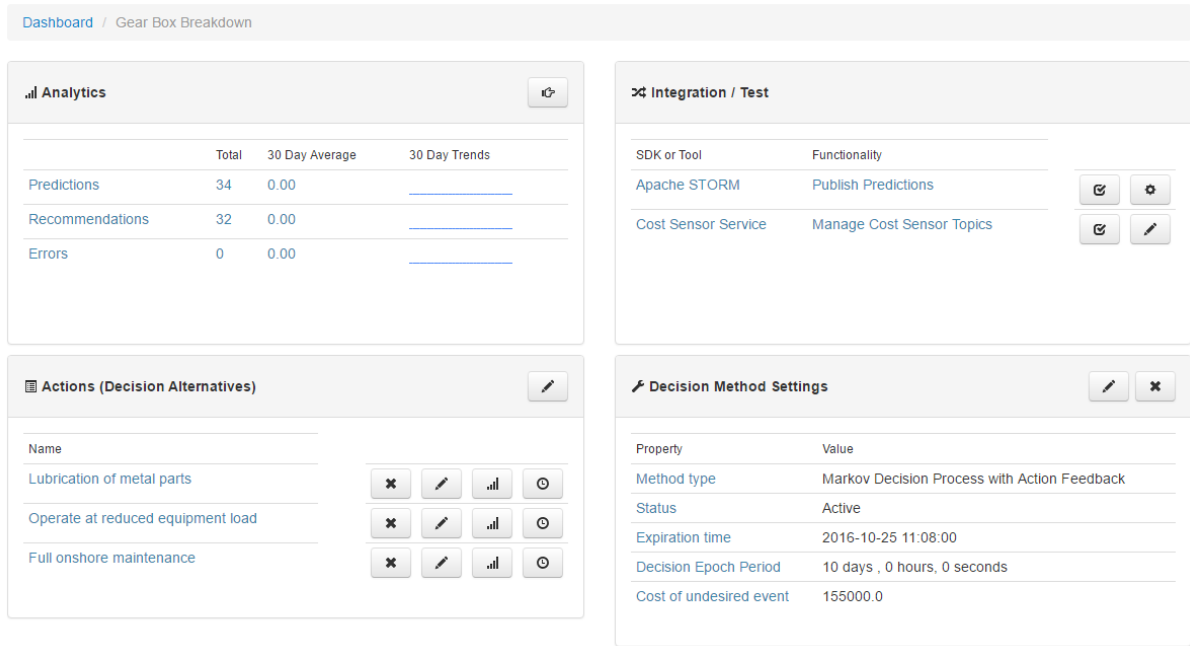 Dashboard / Gear Box Breakdown
Analytics
Total 30 Day Average 30 Day Trends
Predictions 34 0.00
Recommendations 32 0.00
Errors 0 0.00
Integration / Test
SDK or Tool Functionality
Apache STORM Publish Predictions
Cost Sensor Service Manage Cost Sensor Topics
Actions (Decision Alternatives)
Name
Lubrication of metal parts
Operate at reduced equipment load
Full onshore maintenance
Decision Method Settings
Property Value
Method type Markov Decision Process with Action Feedback
Status Active
Expiration time 2016-10-25 11:08:00
Decision Epoch Period 10 days , 0 hours, 0 seconds
Cost of undesired event 155000.0